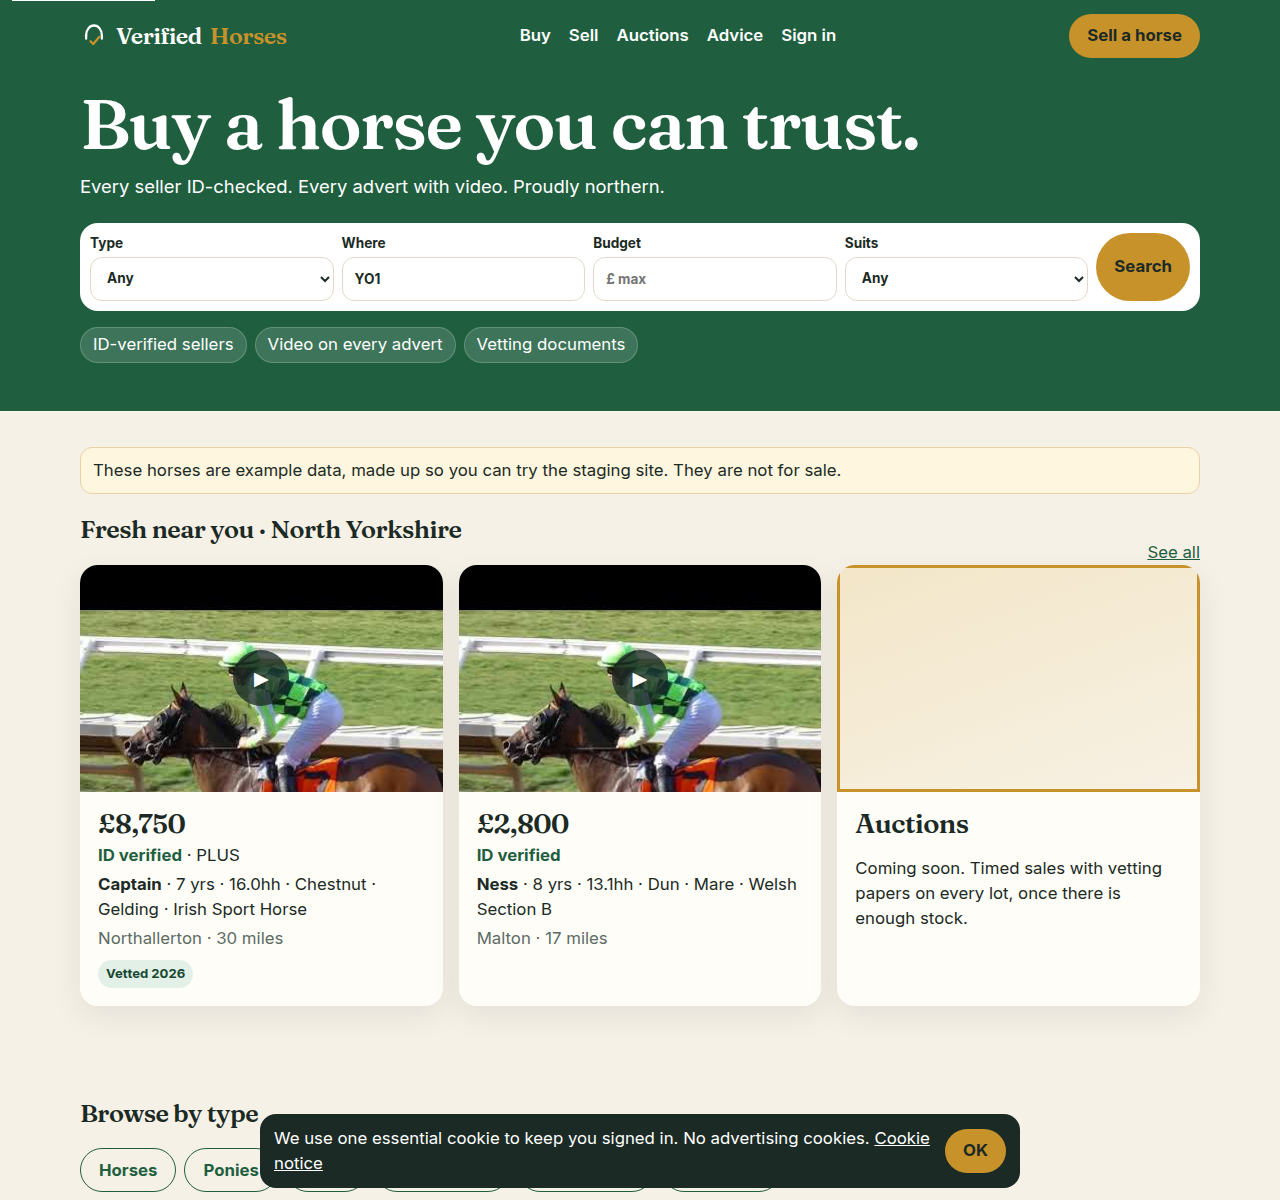 Verified Horses
Buy Sell Auctions Advice Sign in
Sell a horse
Buy a horse you can trust.
Every seller ID-checked. Every advert with video. Proudly northern.
Type
Any
Where
YO1
Budget
£ max
Suits
Any
Search
ID-verified sellers
Video on every advert
Vetting documents
These horses are example data, made up so you can try the staging site. They are not for sale.
Fresh near you · North Yorkshire
See all
£8,750
ID verified · PLUS
Captain · 7 yrs · 16.0hh · Chestnut ·
Gelding · Irish Sport Horse
Northallerton · 30 miles
Vetted 2026
£2,800
ID verified
Ness · 8 yrs · 13.1hh · Dun · Mare · Welsh
Section B
Malton · 17 miles
Auctions
Coming soon. Timed sales with vetting
papers on every lot, once there is
enough stock.
Browse by type
Horses
Ponies
We use one essential cookie to keep you signed in. No advertising cookies. Cookie
notice
OK